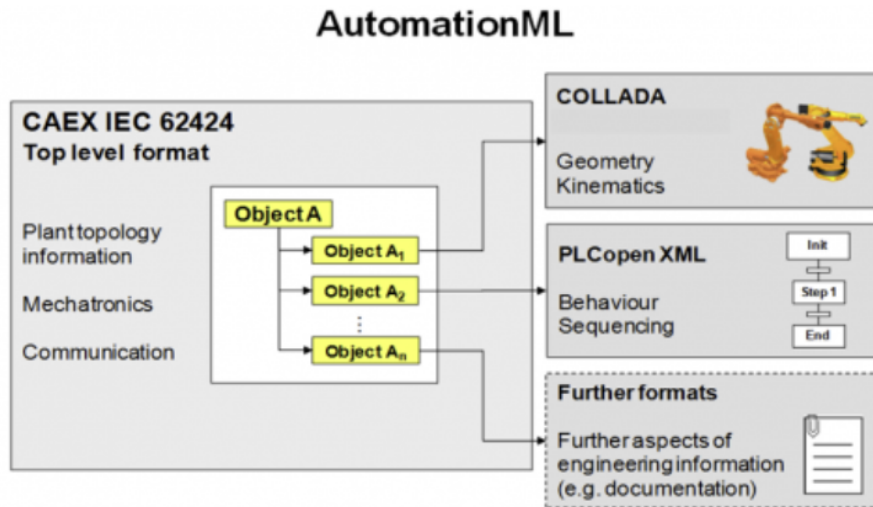 AutomationML
CAEX IEC 62424
Top level format
Plant topology
information
Mechatronics
Communication
Object A
Object A₁
Object A₂
⋮
Object Aₙ
COLLADA
Geometry
Kinematics
PLCopen XML
Behaviour
Sequencing
Init
Step 1
End
Further formats
Further aspects of
engineering information
(e.g. documentation)